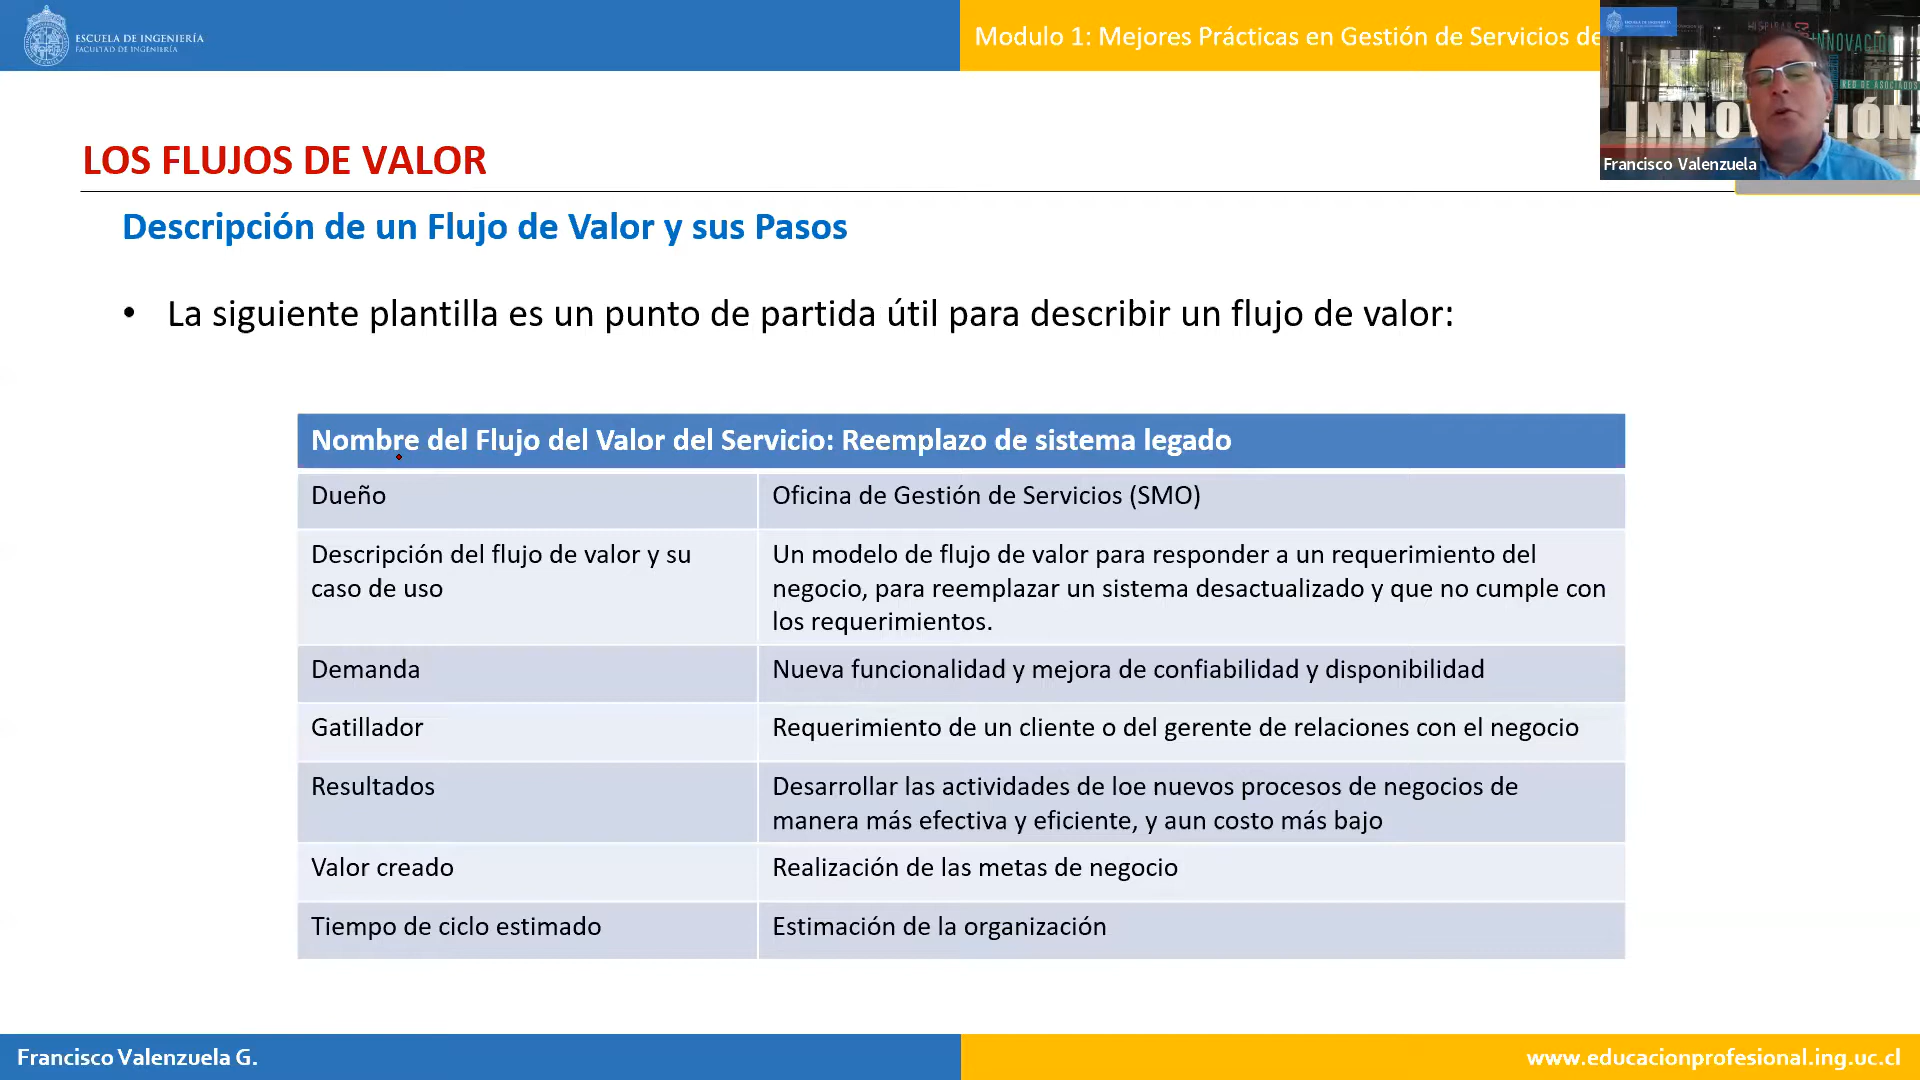 ESCUELA DE INGENIERÍA
FACULTAD DE INGENIERÍA
Modulo 1: Mejores Prácticas en Gestión de Servicios de
INNOVACIÓN
RED DE ASOCIADOS
Francisco Valenzuela
LOS FLUJOS DE VALOR
Descripción de un Flujo de Valor y sus Pasos
• La siguiente plantilla es un punto de partida útil para describir un flujo de valor:
Nombre del Flujo del Valor del Servicio: Reemplazo de sistema legado
Dueño
Oficina de Gestión de Servicios (SMO)
Descripción del flujo de valor y su
caso de uso
Un modelo de flujo de valor para responder a un requerimiento del
negocio, para reemplazar un sistema desactualizado y que no cumple con
los requerimientos.
Demanda
Nueva funcionalidad y mejora de confiabilidad y disponibilidad
Gatillador
Requerimiento de un cliente o del gerente de relaciones con el negocio
Resultados
Desarrollar las actividades de loe nuevos procesos de negocios de
manera más efectiva y eficiente, y aun costo más bajo
Valor creado
Realización de las metas de negocio
Tiempo de ciclo estimado
Estimación de la organización
Francisco Valenzuela G.
www.educacionprofesional.ing.uc.cl